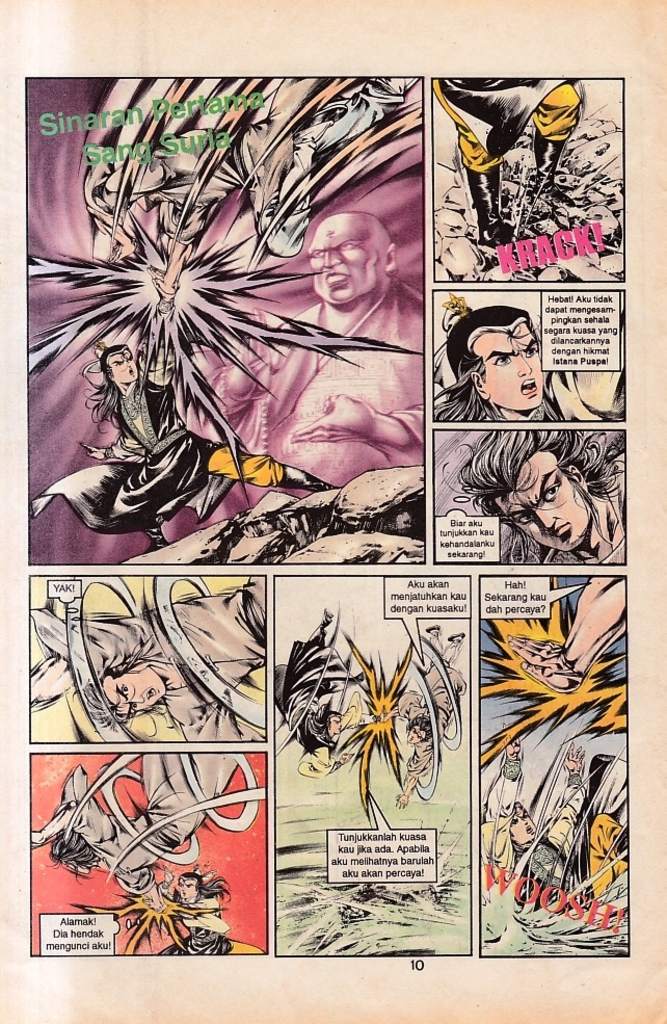 Sinaran Pertama
Sang Suria
KRACK!
Hebat! Aku tidak
dapat mengesam-
pingkan sehala
segara kuasa yang
dilancarkannya
dengan hikmat
Istana Puspa!
Biar aku
tunjukkan kau
kehandalanku
sekarang!
YAK!
Alamak!
Dia hendak
mengunci aku!
Aku akan
menjatuhkan kau
dengan kuasaku!
Tunjukkanlah kuasa
kau jika ada. Apabila
aku melihatnya barulah
aku akan percaya!
Hah!
Sekarang kau
dah percaya?
WOOSH!
10